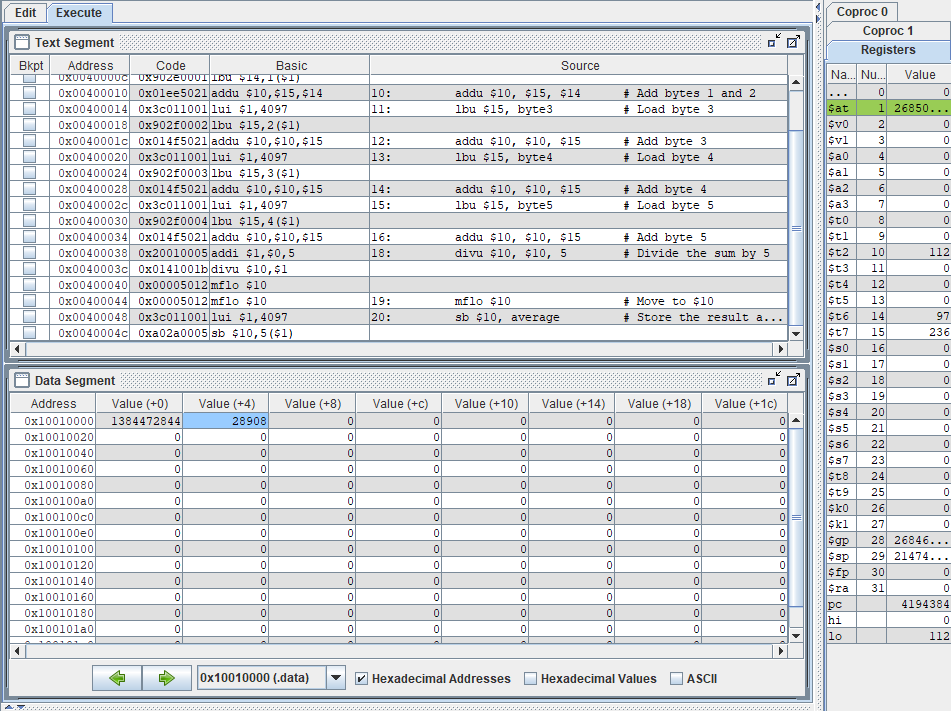 Edit Execute
Text Segment
Bkpt Address Code Basic Source
0x0040000c 0x902e0001 lbu $14,1($1)
0x00400010 0x01ee5021 addu $10,$15,$14 10: addu $10, $15, $14 # Add bytes 1 and 2
0x00400014 0x3c011001 lui $1,4097 11: lbu $15, byte3 # Load byte 3
0x00400018 0x902f0002 lbu $15,2($1)
0x0040001c 0x014f5021 addu $10,$10,$15 12: addu $10, $10, $15 # Add byte 3
0x00400020 0x3c011001 lui $1,4097 13: lbu $15, byte4 # Load byte 4
0x00400024 0x902f0003 lbu $15,3($1)
0x00400028 0x014f5021 addu $10,$10,$15 14: addu $10, $10, $15 # Add byte 4
0x0040002c 0x3c011001 lui $1,4097 15: lbu $15, byte5 # Load byte 5
0x00400030 0x902f0004 lbu $15,4($1)
0x00400034 0x014f5021 addu $10,$10,$15 16: addu $10, $10, $15 # Add byte 5
0x00400038 0x20010005 addi $1,$0,5 18: divu $10, $10, 5 # Divide the sum by 5
0x0040003c 0x0141001b divu $10,$1
0x00400040 0x00005012 mflo $10
0x00400044 0x00005012 mflo $10 19: mflo $10 # Move to $10
0x00400048 0x3c011001 lui $1,4097 20: sb $10, average # Store the result a...
0x0040004c 0xa02a0005 sb $10,5($1)
Data Segment
Address Value (+0) Value (+4) Value (+8) Value (+c) Value (+10) Value (+14) Value (+18) Value (+1c)
0x10010000 1384472844 28908 0 0 0 0 0 0
0x10010020 0 0 0 0 0 0 0 0
0x10010040 0 0 0 0 0 0 0 0
0x10010060 0 0 0 0 0 0 0 0
0x10010080 0 0 0 0 0 0 0 0
0x100100a0 0 0 0 0 0 0 0 0
0x100100c0 0 0 0 0 0 0 0 0
0x100100e0 0 0 0 0 0 0 0 0
0x10010100 0 0 0 0 0 0 0 0
0x10010120 0 0 0 0 0 0 0 0
0x10010140 0 0 0 0 0 0 0 0
0x10010160 0 0 0 0 0 0 0 0
0x10010180 0 0 0 0 0 0 0 0
0x100101a0 0 0 0 0 0 0 0 0
0x10010000 (.data) Hexadecimal Addresses Hexadecimal Values ASCII
Coproc 0
Coproc 1
Registers
Na... Nu... Value
... 0 0
$at 1 26850...
$v0 2 0
$v1 3 0
$a0 4 0
$a1 5 0
$a2 6 0
$a3 7 0
$t0 8 0
$t1 9 0
$t2 10 112
$t3 11 0
$t4 12 0
$t5 13 0
$t6 14 97
$t7 15 236
$s0 16 0
$s1 17 0
$s2 18 0
$s3 19 0
$s4 20 0
$s5 21 0
$s6 22 0
$s7 23 0
$t8 24 0
$t9 25 0
$k0 26 0
$k1 27 0
$gp 28 26846...
$sp 29 21474...
$fp 30 0
$ra 31 0
pc 4194384
hi 0
lo 112